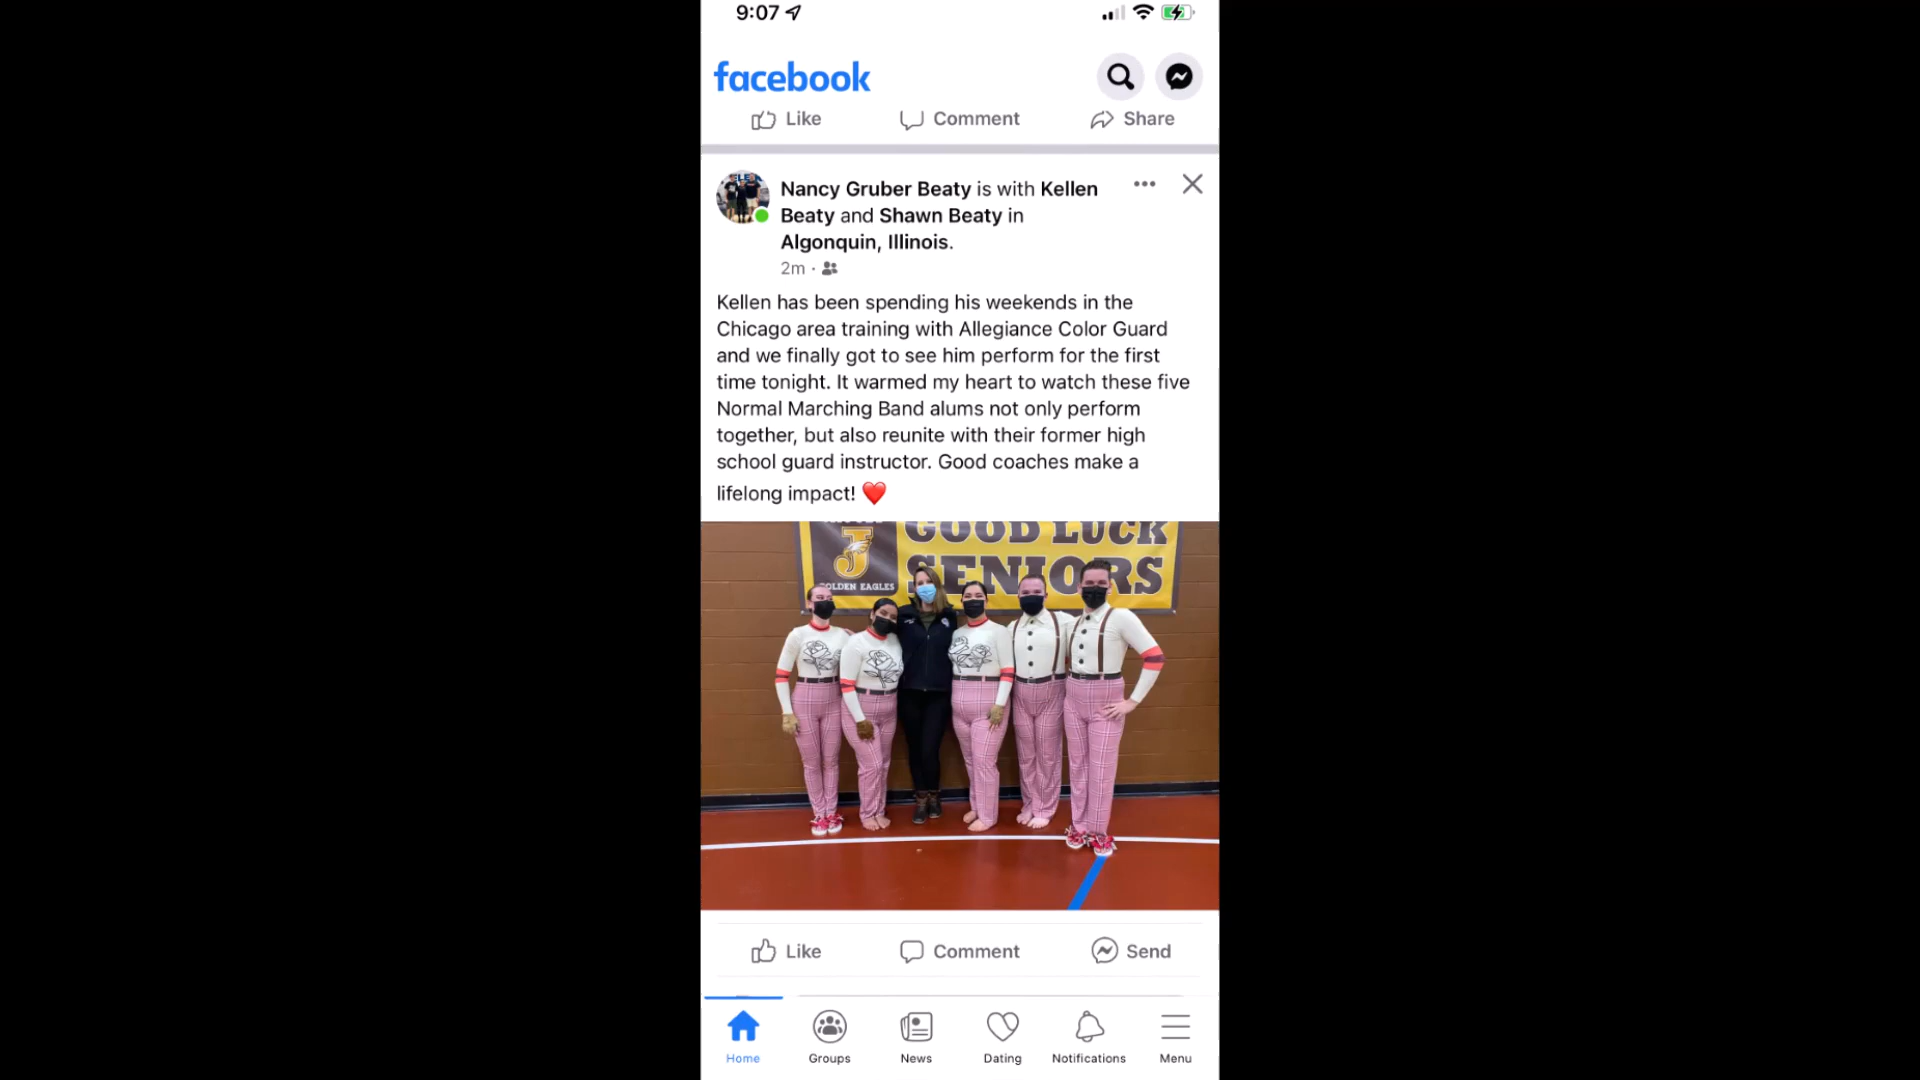 9:07
facebook
Like Comment Share
Nancy Gruber Beaty is with Kellen
Beaty and Shawn Beaty in
Algonquin, Illinois.
2m ·
Kellen has been spending his weekends in the
Chicago area training with Allegiance Color Guard
and we finally got to see him perform for the first
time tonight. It warmed my heart to watch these five
Normal Marching Band alums not only perform
together, but also reunite with their former high
school guard instructor. Good coaches make a
lifelong impact! ❤️
GOOD LUCK
SENIORS
J
GOLDEN EAGLES
Like Comment Send
Home Groups News Dating Notifications Menu